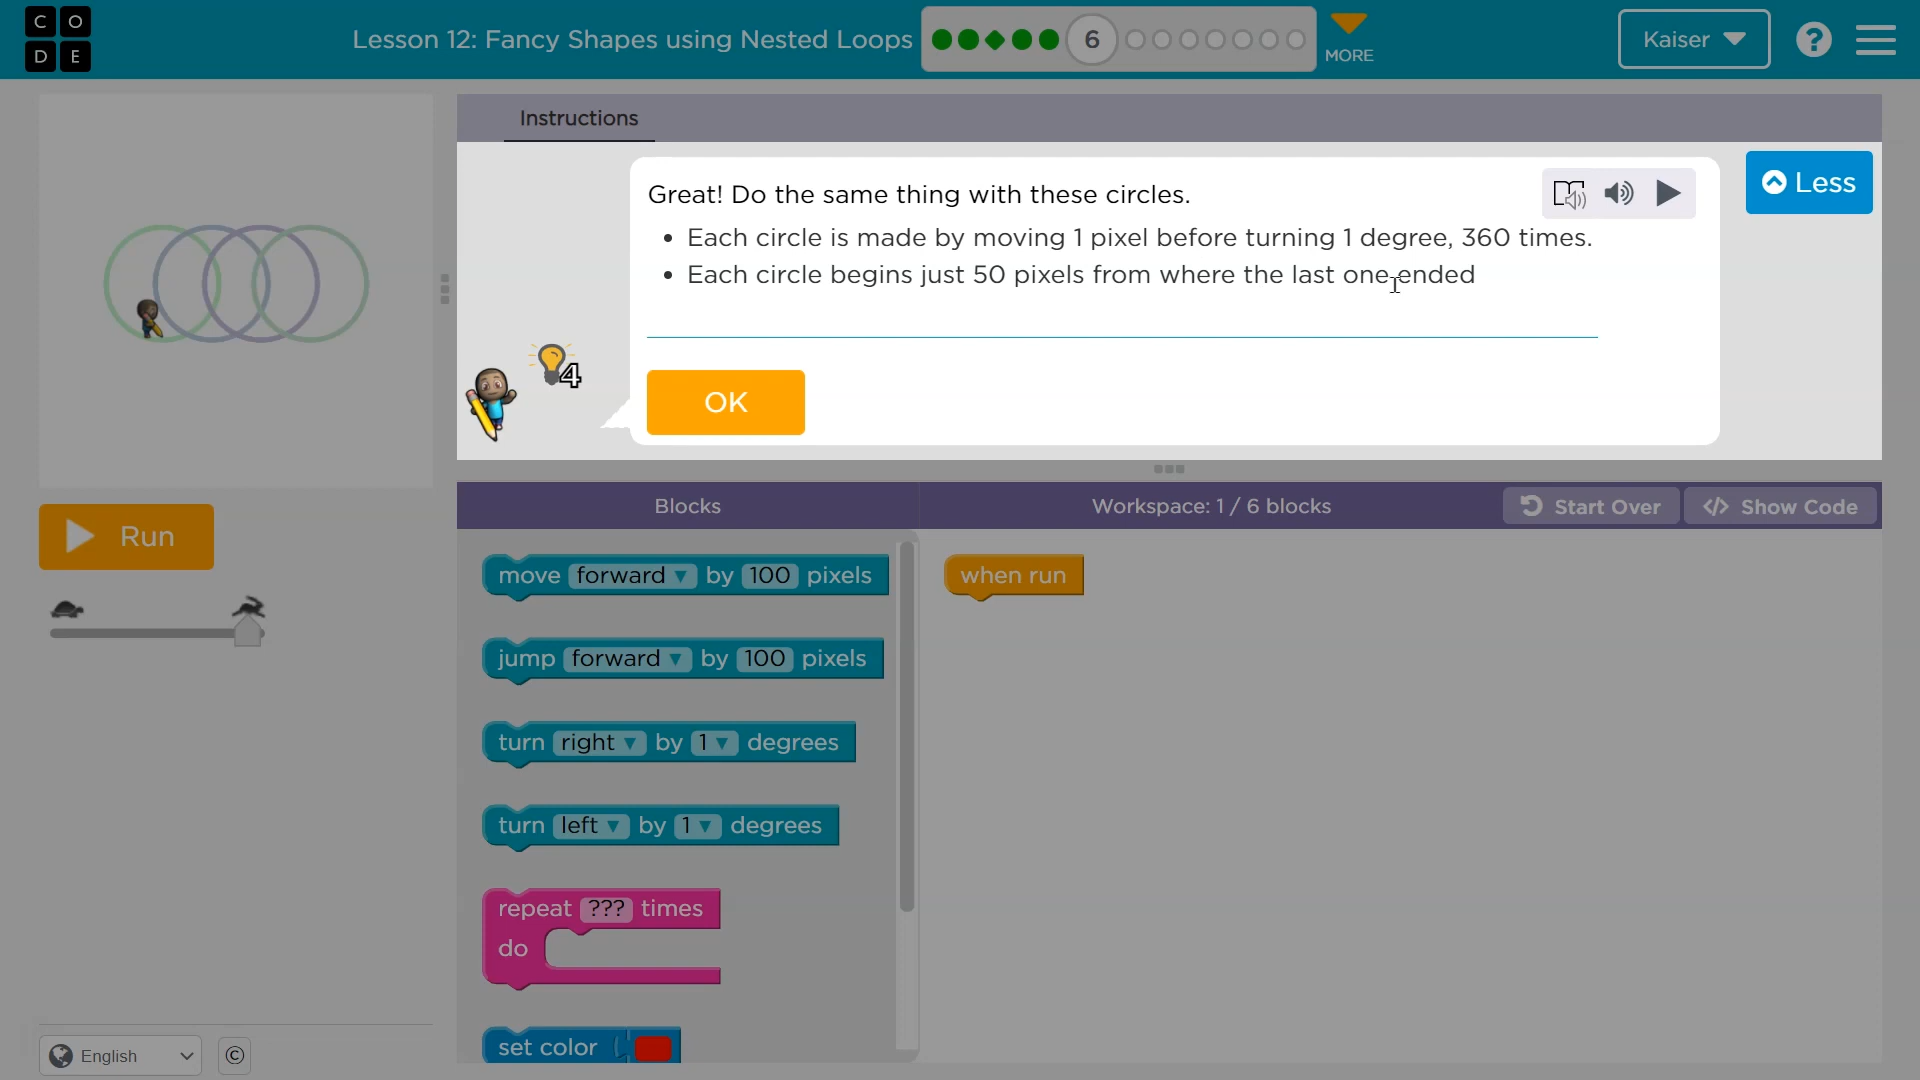 C O
D E
Lesson 12: Fancy Shapes using Nested Loops
6
MORE
Kaiser
?
Instructions
Great! Do the same thing with these circles.
• Each circle is made by moving 1 pixel before turning 1 degree, 360 times.
• Each circle begins just 50 pixels from where the last one ended
Less
4
OK
Run
Blocks
Workspace: 1 / 6 blocks
Start Over
</> Show Code
move forward by 100 pixels
when run
jump forward by 100 pixels
turn right by 1 degrees
turn left by 1 degrees
repeat ??? times
do
set color
English
©